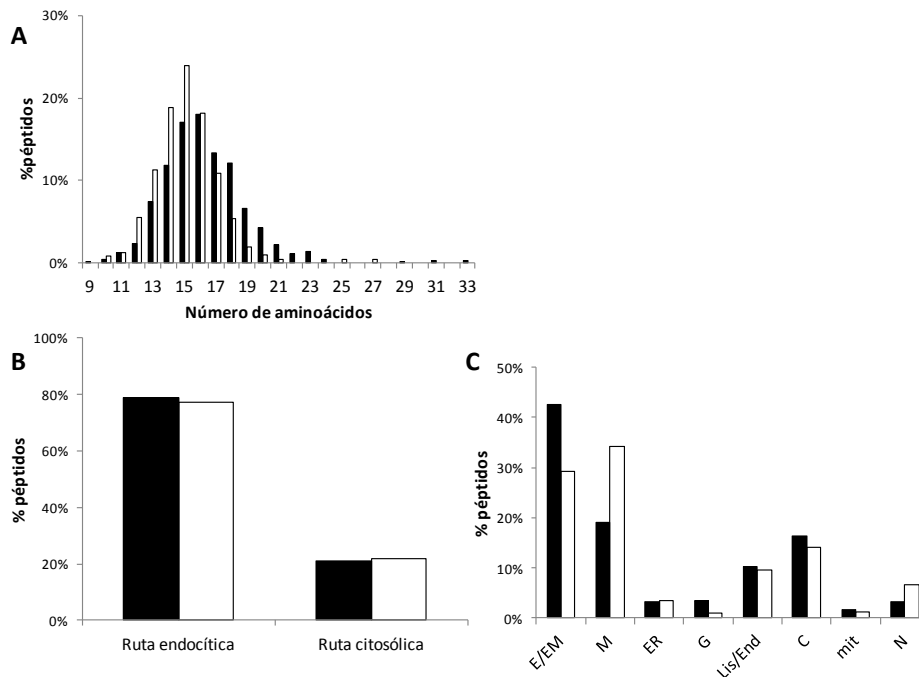 A
30%
20%
10%
0%
%péptidos
9 11 13 15 17 19 21 23 25 27 29 31 33
Número de aminoácidos
B
100%
80%
60%
40%
20%
0%
% péptidos
Ruta endocítica Ruta citosólica
C
50%
40%
30%
20%
10%
0%
% péptidos
E/EM M ER G Lis/End C mit N